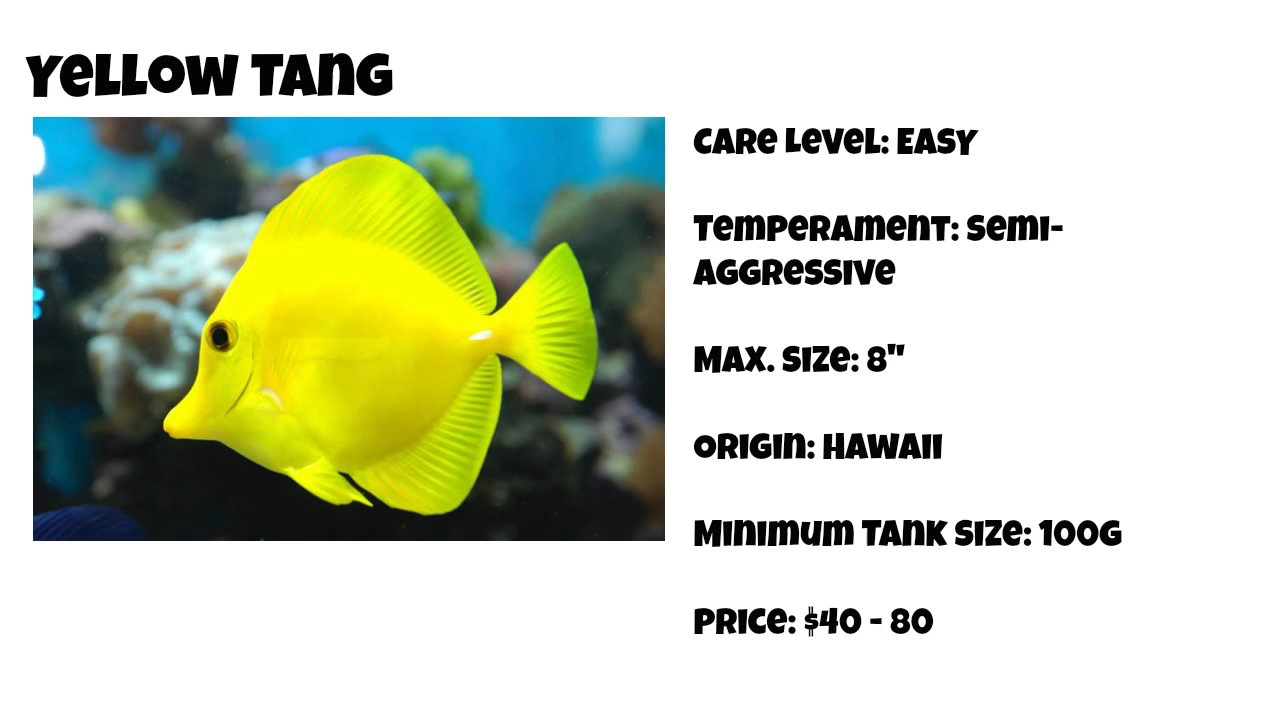 Yellow Tang
Care Level: Easy
Temperament: Semi-
Aggressive
Max. Size: 8"
Origin: Hawaii
Minimum Tank Size: 100G
Price: $40 - 80